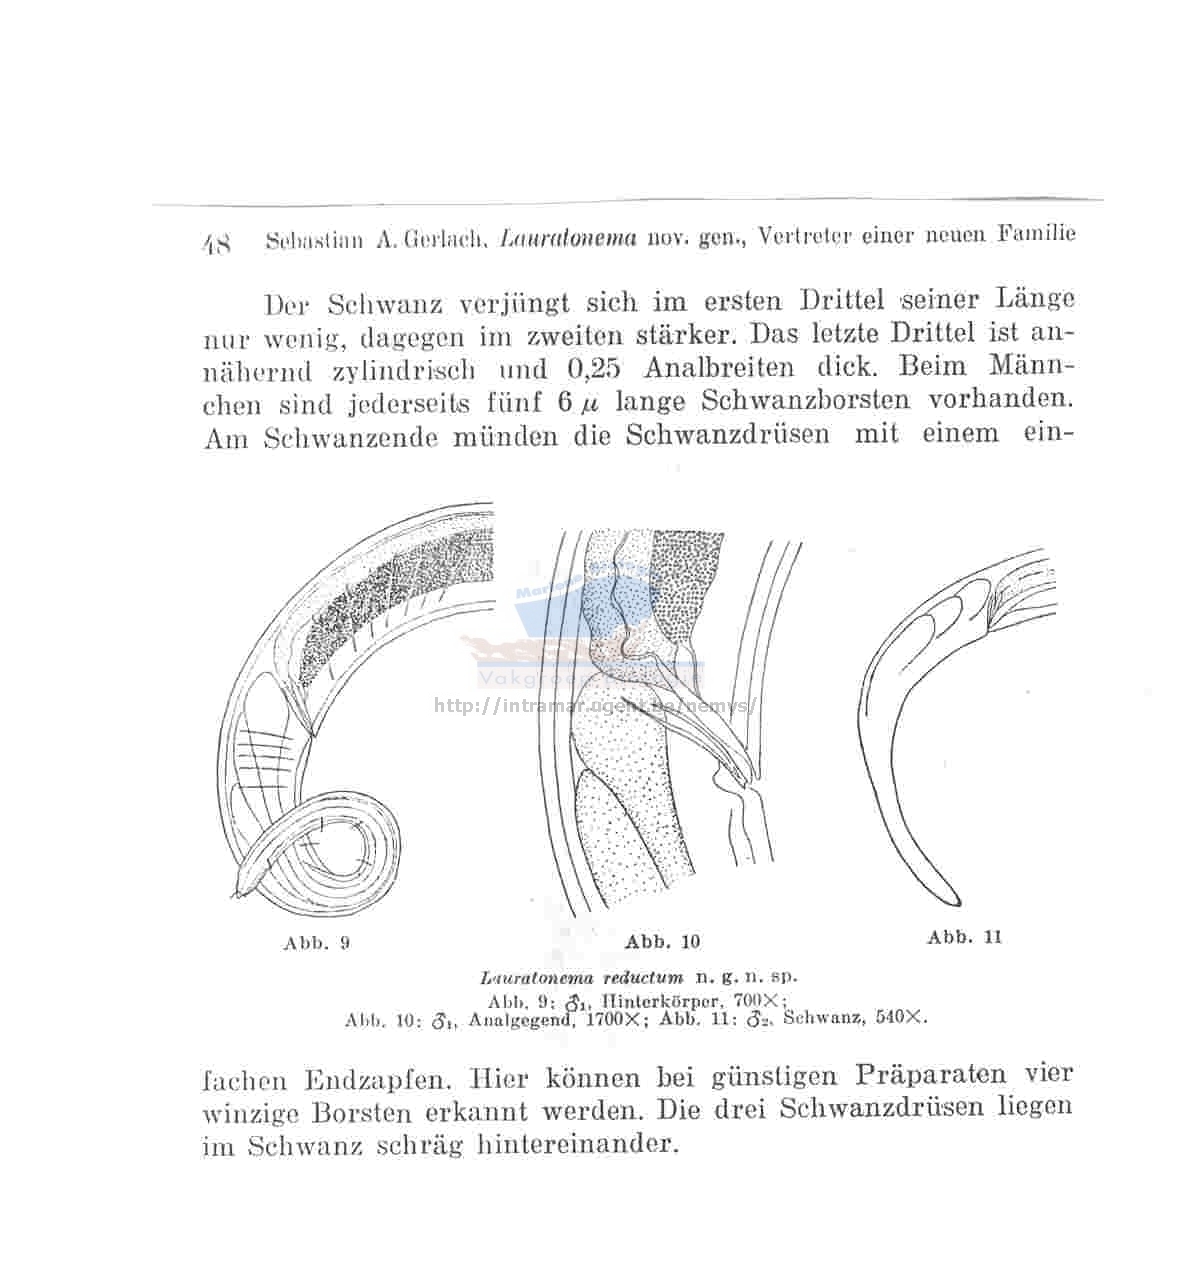 48 Sebastian A. Gerlach, Lauratonema nov. gen., Vertreter einer neuen Familie
Der Schwanz verjüngt sich im ersten Drittel seiner Länge
nur wenig, dagegen im zweiten stärker. Das letzte Drittel ist an-
nähernd zylindrisch und 0,25 Analbreiten dick. Beim Männ-
chen sind jederseits fünf 6 µ lange Schwanzborsten vorhanden.
Am Schwanzende münden die Schwanzdrüsen mit einem ein-
Vakgroep
http://intramar.ugent.be/nemys/
Abb. 9
Abb. 10
Abb. 11
Lauratonema reductum n. g. n. sp.
Abb. 9: ♂1, Hinterkörper, 700×;
Abb. 10: ♂1, Analgegend, 1700×; Abb. 11: ♂2, Schwanz, 540×.
fachen Endzapfen. Hier können bei günstigen Präparaten vier
winzige Borsten erkannt werden. Die drei Schwanzdrüsen liegen
im Schwanz schräg hintereinander.